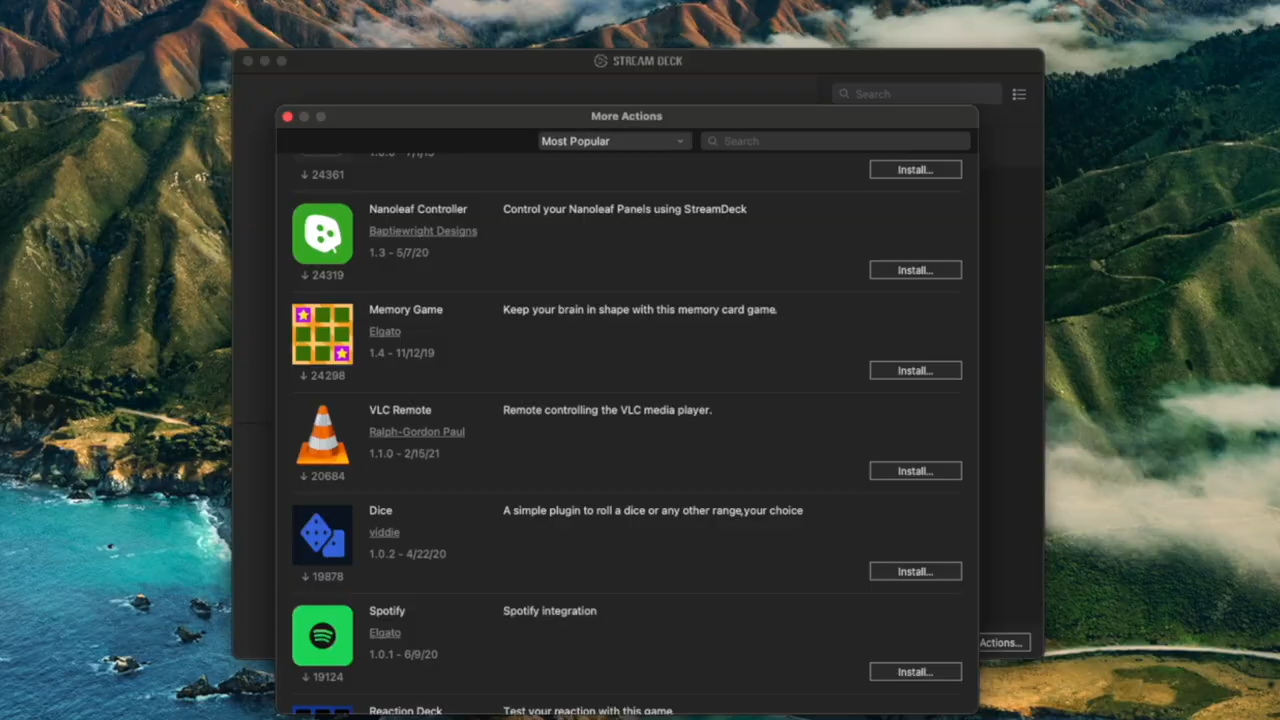 STREAM DECK
Search
More Actions
Most Popular
Search
↓ 24361
Install...
Nanoleaf Controller
Control your Nanoleaf Panels using StreamDeck
Baptiewright Designs
1.3 - 5/7/20
↓ 24319
Install...
Memory Game
Keep your brain in shape with this memory card game.
Elgato
1.4 - 11/12/19
↓ 24298
Install...
VLC Remote
Remote controlling the VLC media player.
Ralph-Gordon Paul
1.1.0 - 2/15/21
↓ 20684
Install...
Dice
A simple plugin to roll a dice or any other range,your choice
viddie
1.0.2 - 4/22/20
↓ 19878
Install...
Spotify
Spotify integration
Elgato
1.0.1 - 6/9/20
↓ 19124
Install...
Actions...
Reaction Deck
Test your reaction with this game.